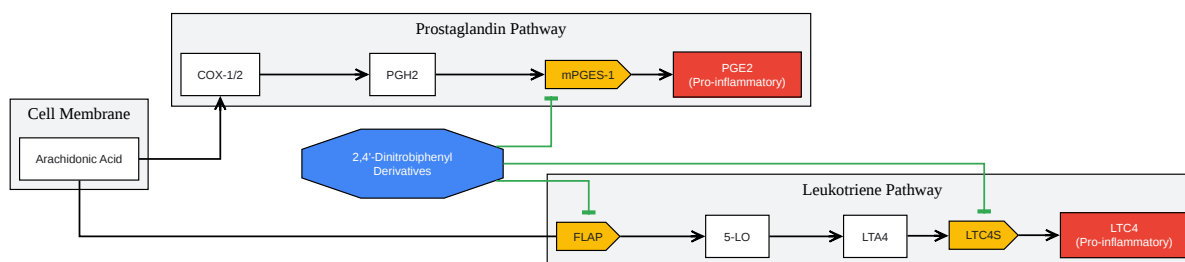 Prostaglandin Pathway
COX-1/2
PGH2
mPGES-1
PGE2
(Pro-inflammatory)
Cell Membrane
Arachidonic Acid
2,4'-Dinitrobiphenyl
Derivatives
Leukotriene Pathway
FLAP
5-LO
LTA4
LTC4S
LTC4
(Pro-inflammatory)